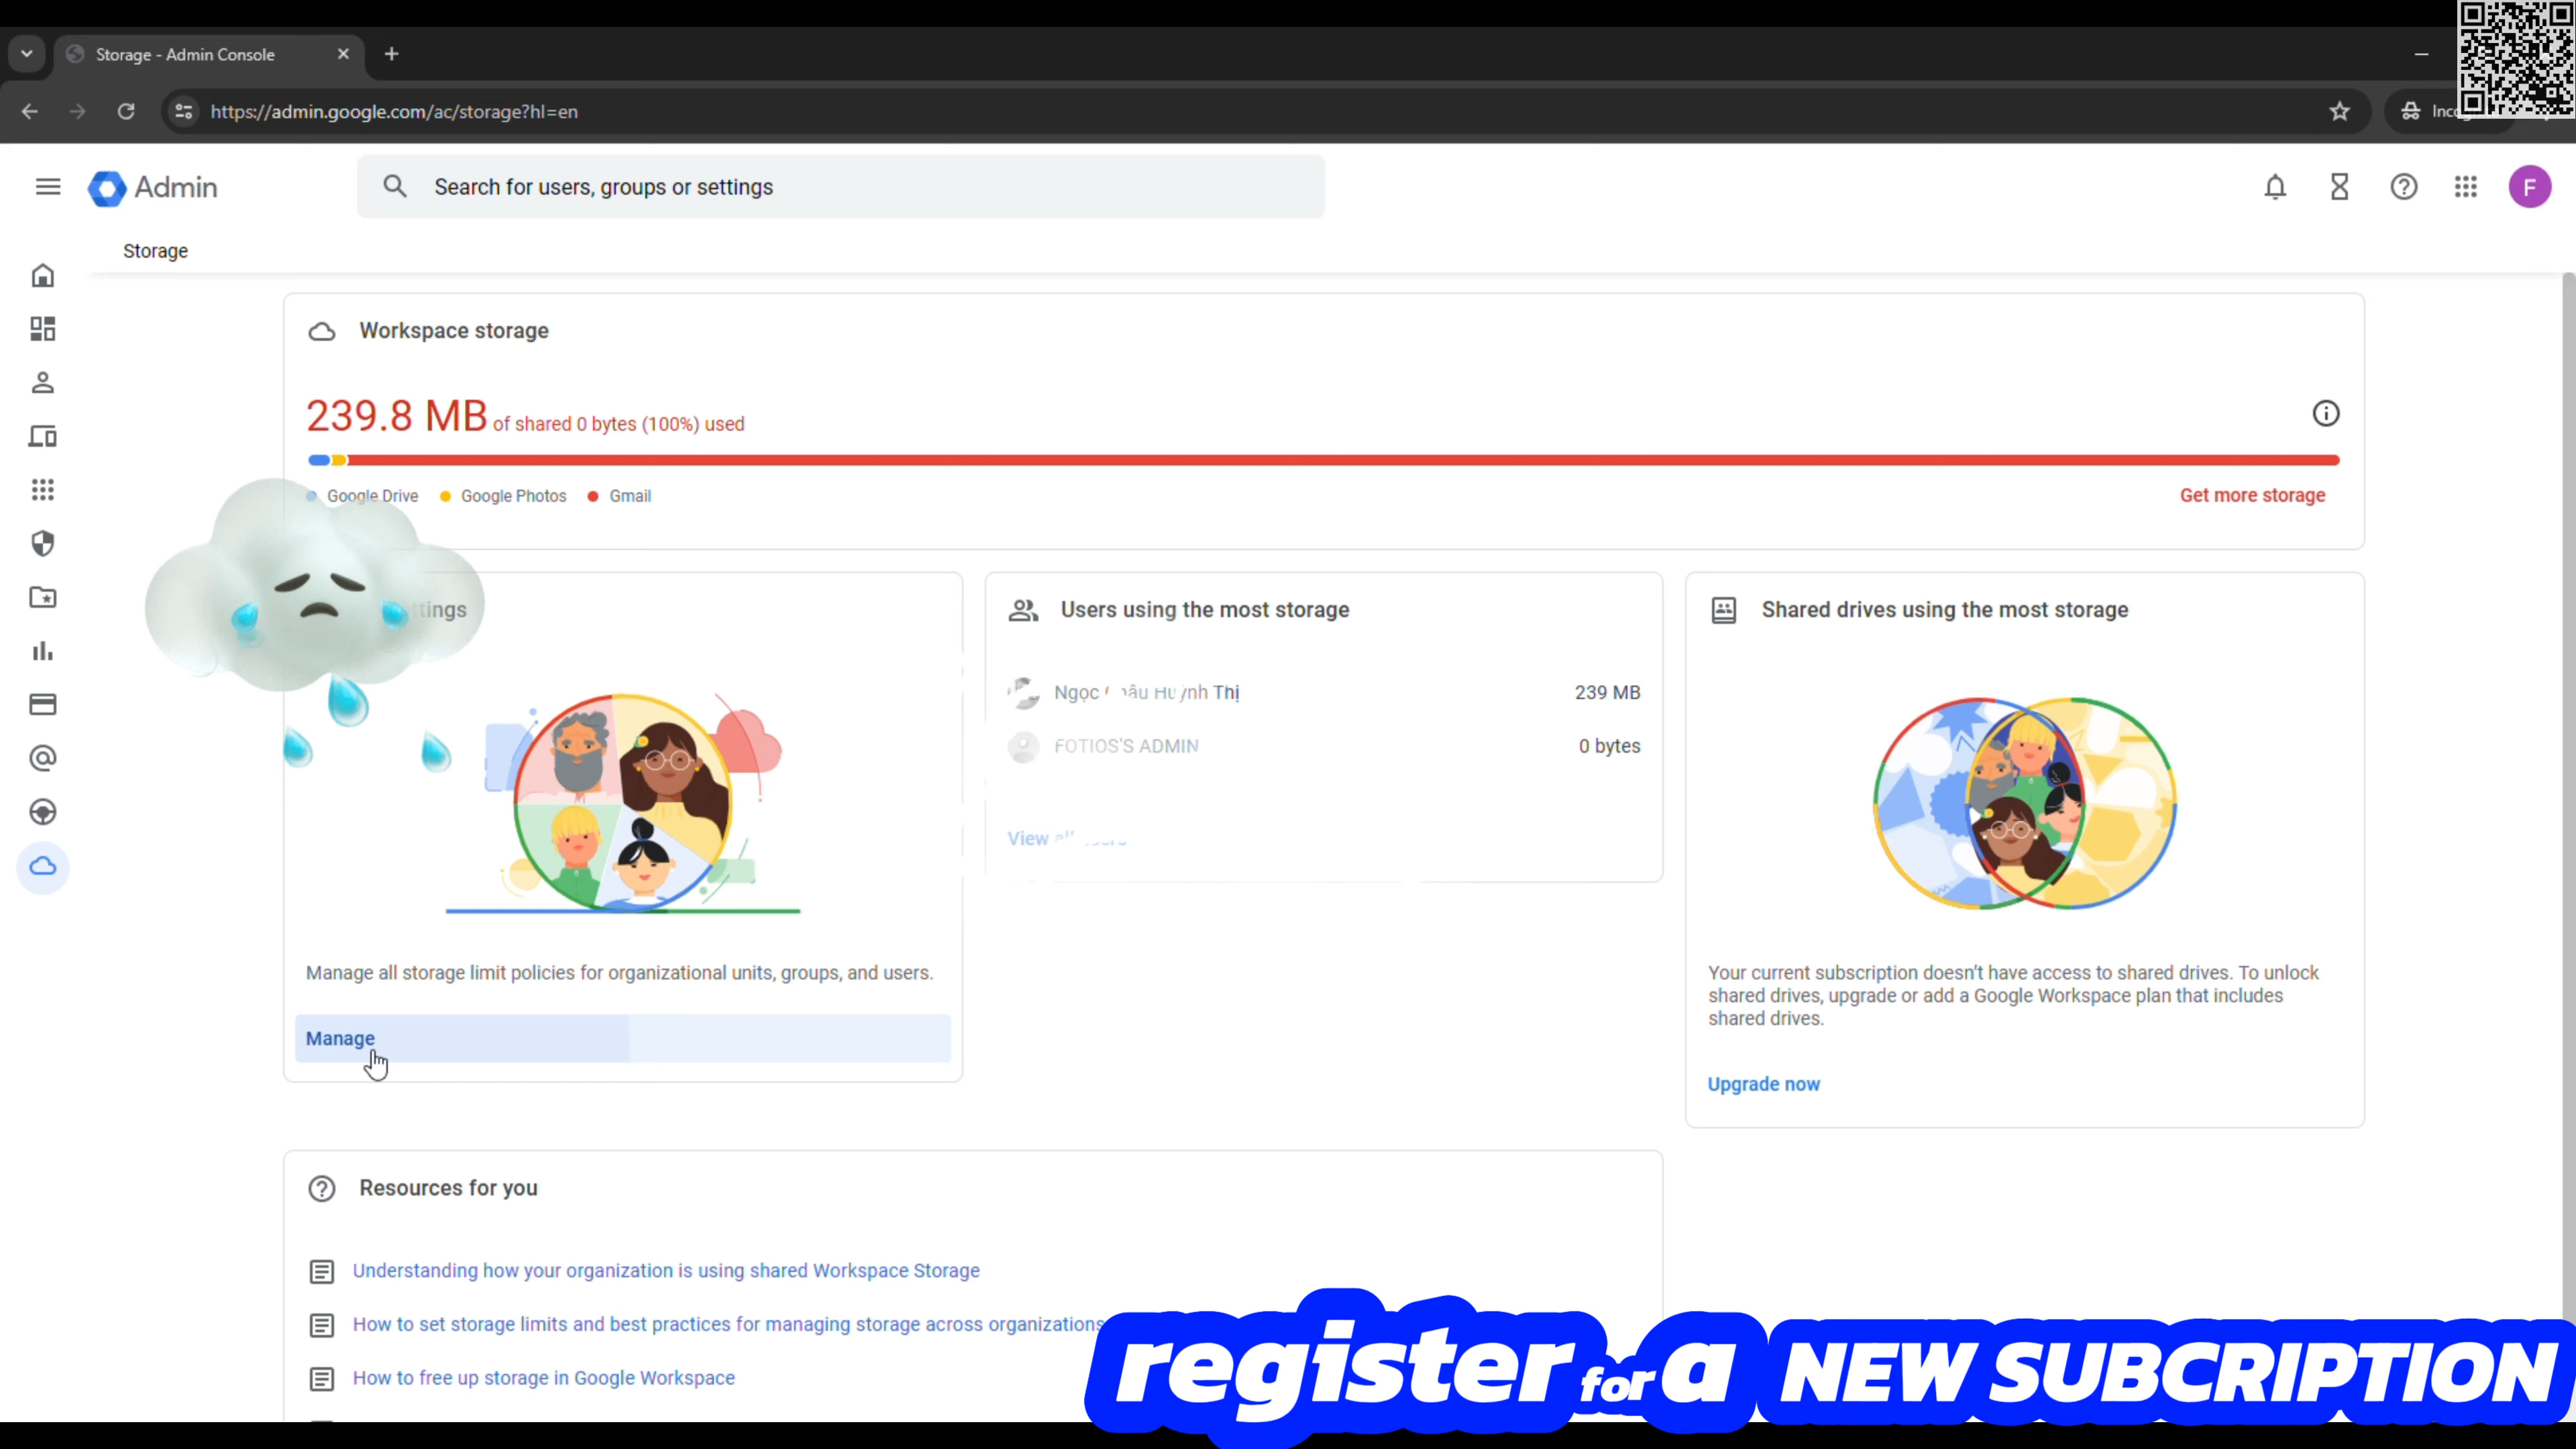 Storage - Admin Console
https://admin.google.com/ac/storage?hl=en
Admin
Search for users, groups or settings
F
Storage
Workspace storage
239.8 MB of shared 0 bytes (100%) used
Google Drive
Google Photos
Gmail
Get more storage
Manage all storage limit policies for organizational units, groups, and users.
Manage
Users using the most storage
Ngọc Huỳnh Thị
239 MB
FOTIOS'S ADMIN
0 bytes
View
Shared drives using the most storage
Your current subscription doesn't have access to shared drives. To unlock
shared drives, upgrade or add a Google Workspace plan that includes
shared drives.
Upgrade now
Resources for you
Understanding how your organization is using shared Workspace Storage
How to set storage limits and best practices for managing storage across organizations
How to free up storage in Google Workspace
register for a NEW SUBCRIPTION